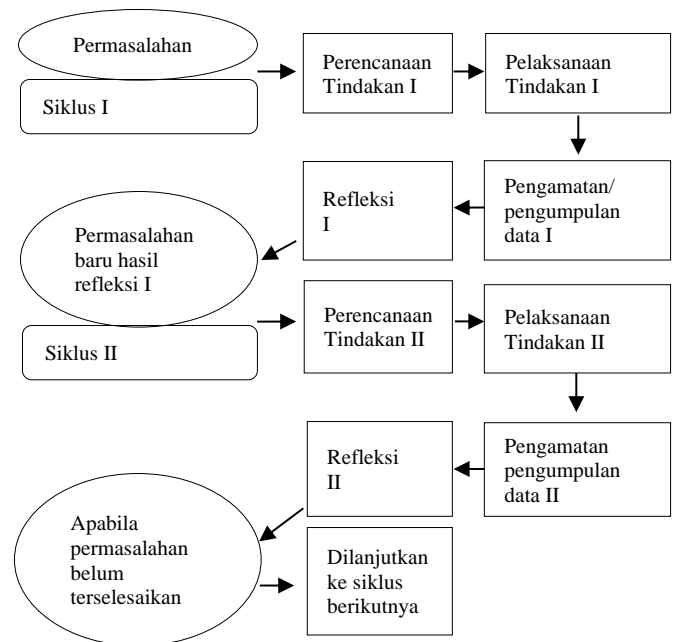 Permasalahan
Siklus I
Perencanaan
Tindakan I
Pelaksanaan
Tindakan I
Pengamatan/
pengumpulan
data I
Refleksi
I
Permasalahan
baru hasil
refleksi I
Siklus II
Perencanaan
Tindakan II
Pelaksanaan
Tindakan II
Pengamatan
pengumpulan
data II
Refleksi
II
Apabila
permasalahan
belum
terselesaikan
Dilanjutkan
ke siklus
berikutnya